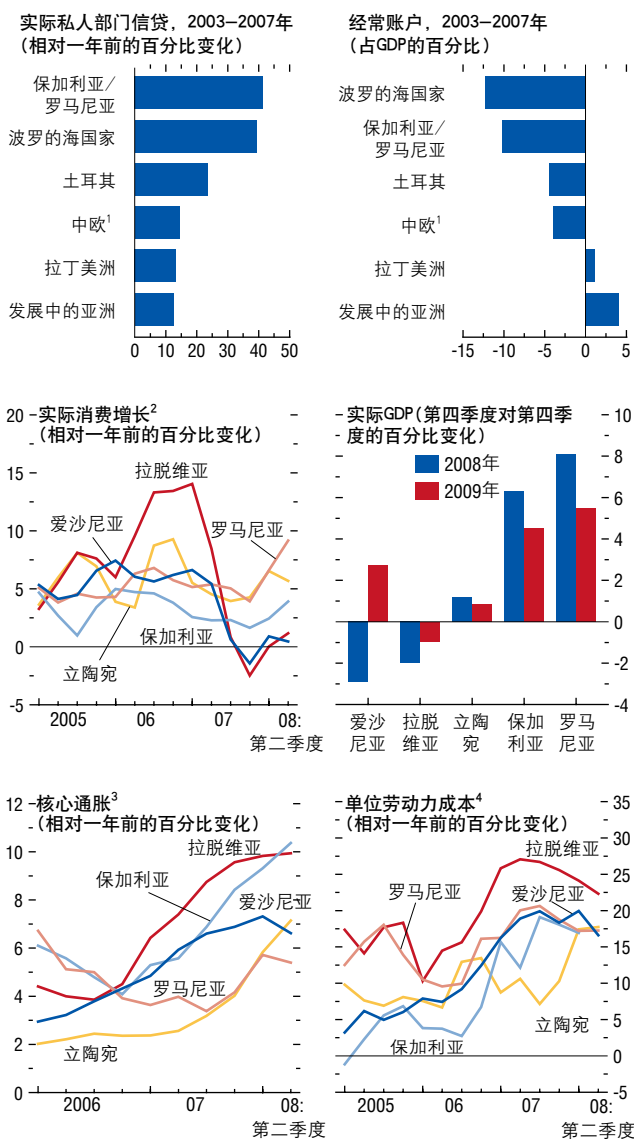 实际私人部门信贷，2003—2007年
（相对一年前的百分比变化）
保加利亚/
罗马尼亚
波罗的海国家
土耳其
中欧1
拉丁美洲
发展中的亚洲
0 10 20 30 40 50
经常账户，2003—2007年
（占GDP的百分比）
波罗的海国家
保加利亚/
罗马尼亚
土耳其
中欧1
拉丁美洲
发展中的亚洲
-15 -10 -5 0 5
实际消费增长2
（相对一年前的百分比变化）
20
15
10
5
0
-5
拉脱维亚
爱沙尼亚
罗马尼亚
保加利亚
立陶宛
2005 06 07 08:
第二季度
实际GDP（第四季度对第四季
度的百分比变化）
2008年
2009年
10
8
6
4
2
0
-2
-4
爱沙
尼亚
拉脱
维亚
立陶
宛
保加
利亚
罗马
尼亚
核心通胀3
（相对一年前的百分比变化）
12
10
8
6
4
2
0
拉脱维亚
保加利亚
爱沙尼亚
罗马尼亚
立陶宛
2006 07 08:
第二季度
单位劳动力成本4
（相对一年前的百分比变化）
35
30
25
20
15
10
5
0
-5
拉脱维亚
罗马尼亚
爱沙尼亚
立陶宛
保加利亚
2005 06 07 08:
第二季度